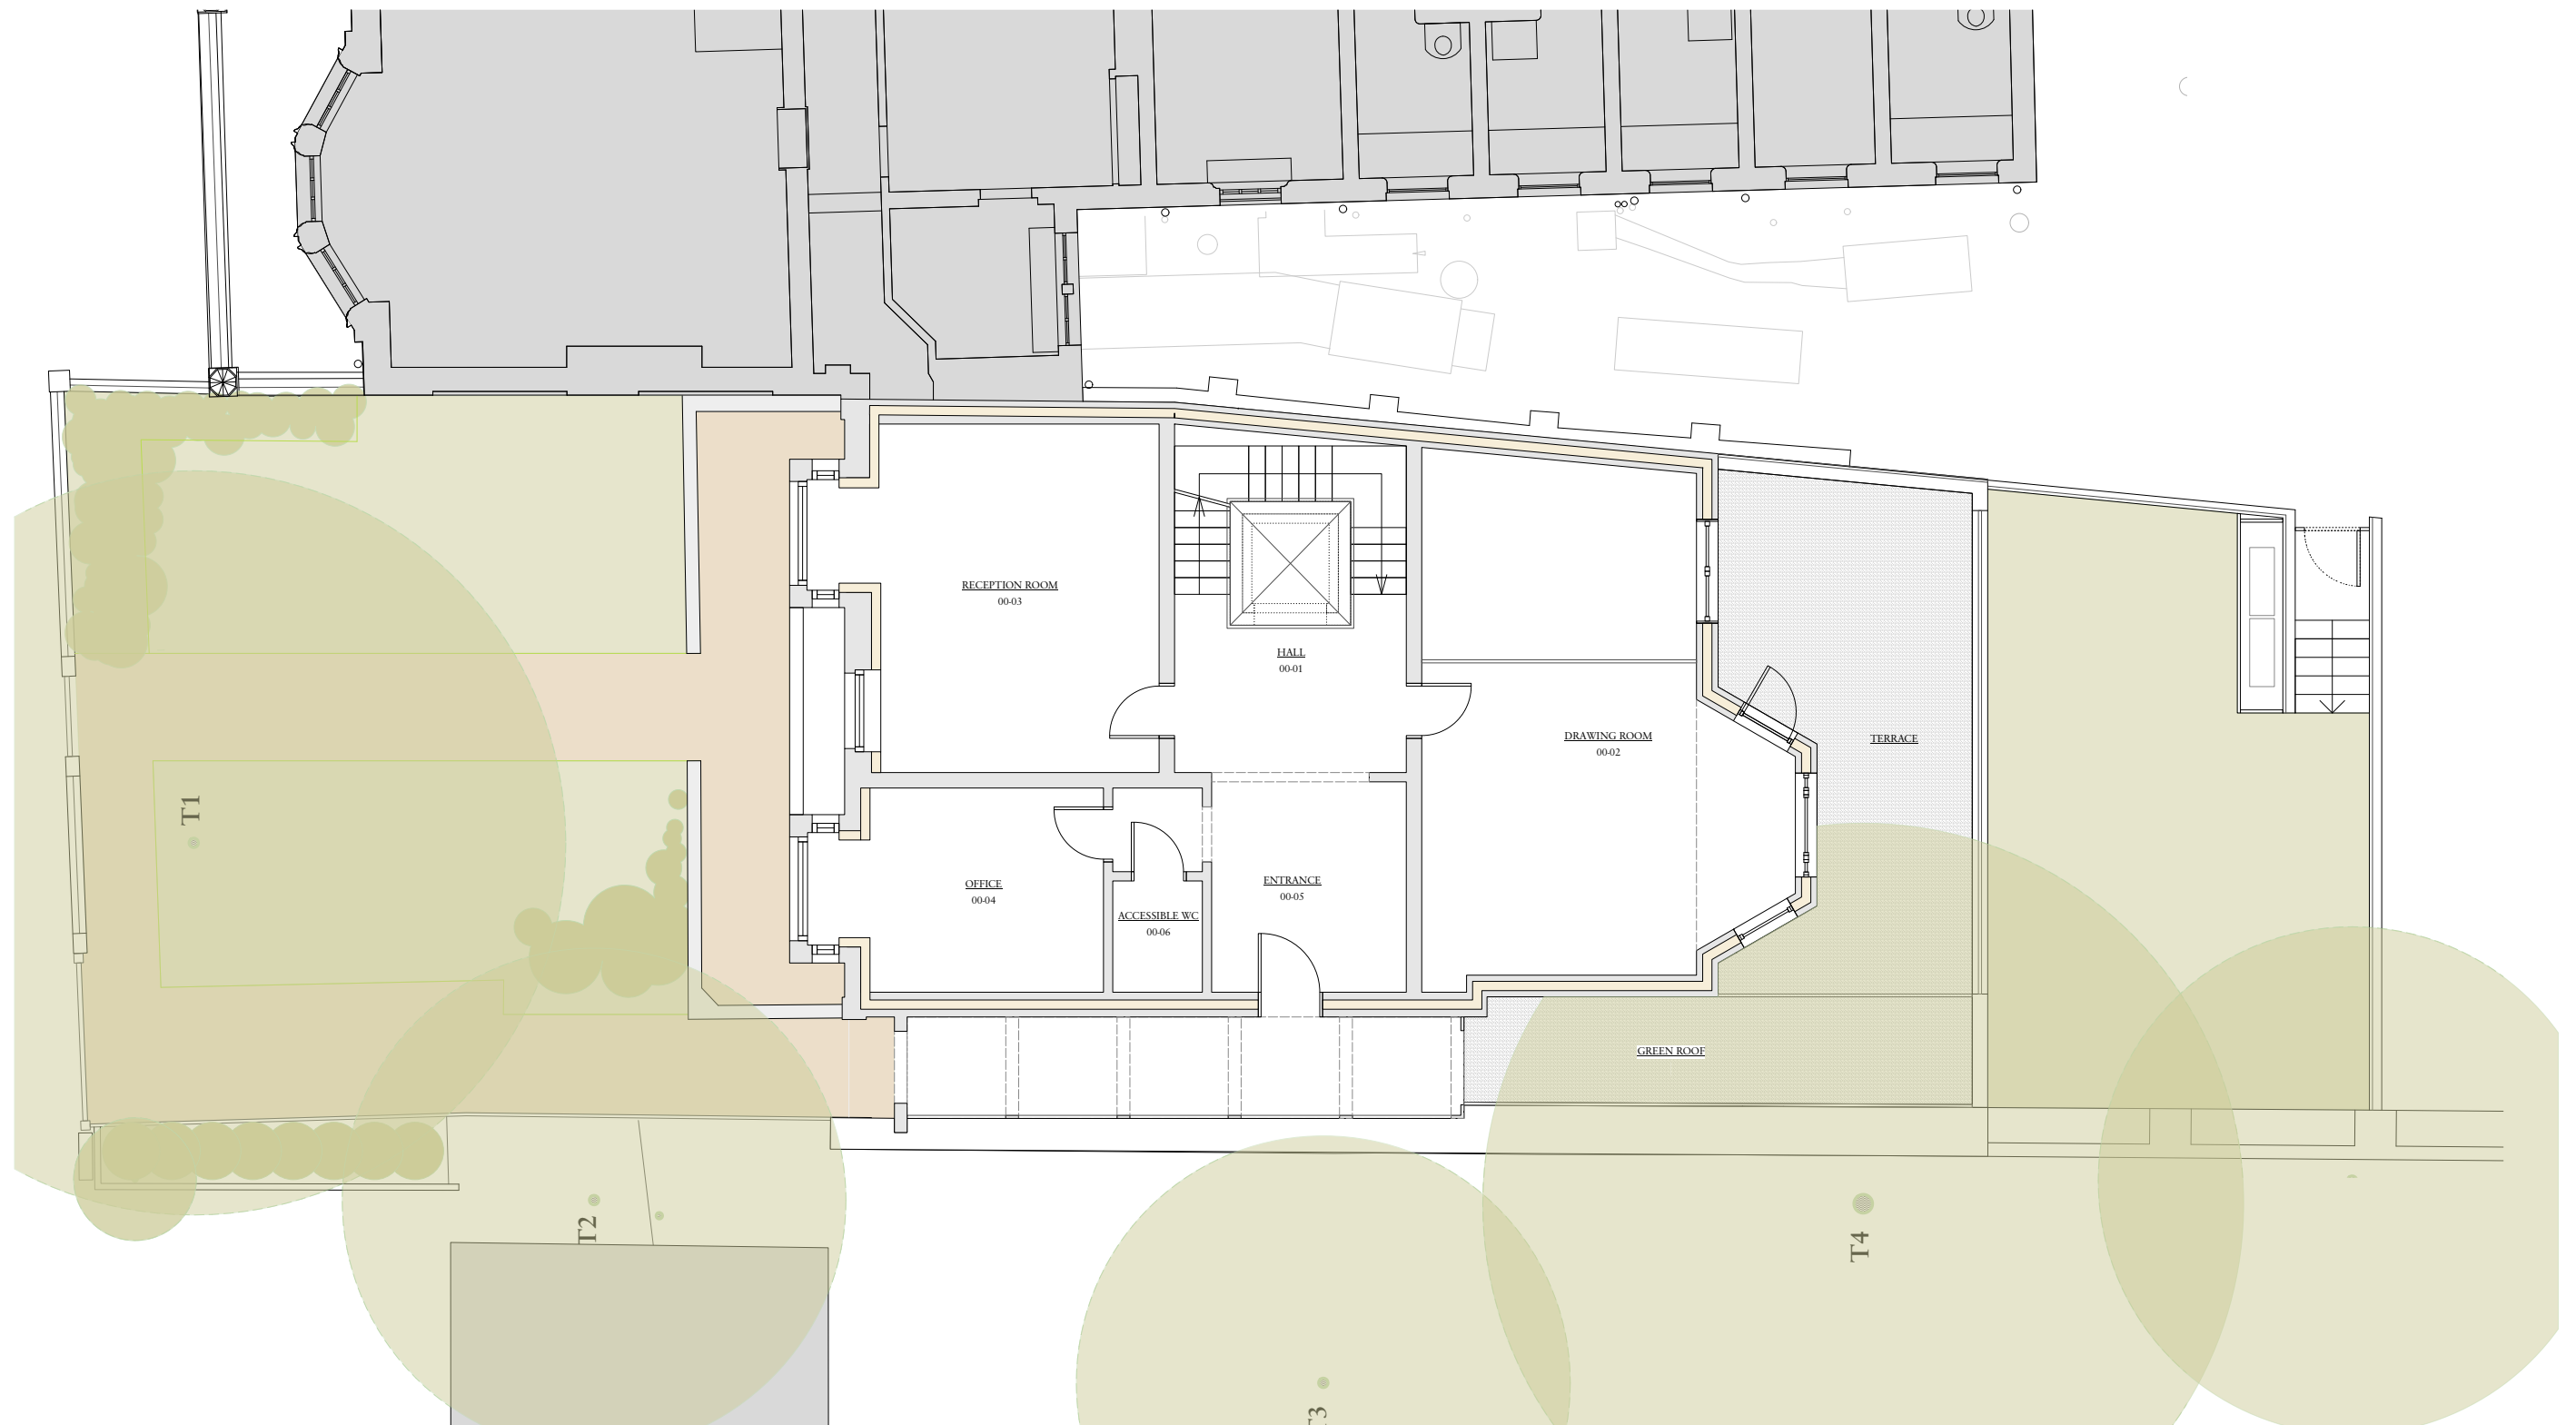 RECEPTION ROOM
00-03
HALL
00-01
DRAWING ROOM
00-02
TERRACE
T1
OFFICE
00-04
ACCESSIBLE WC
00-06
ENTRANCE
00-05
GREEN ROOF
T2
T4
T3